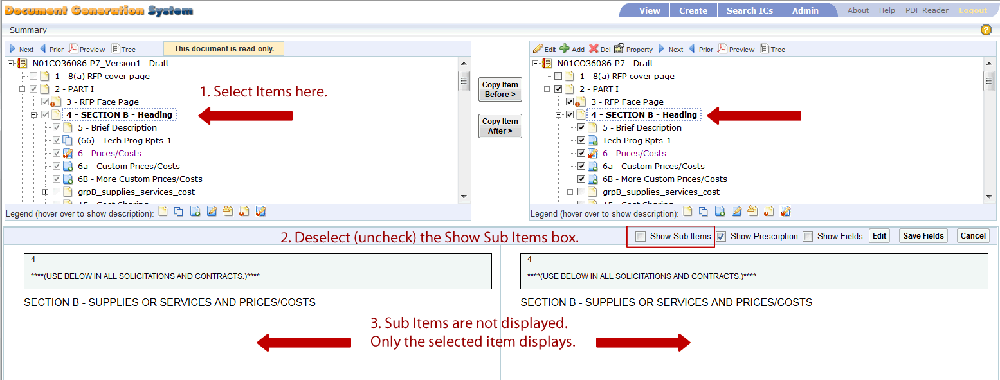 Document Generation System
View Create Search ICs Admin About Help PDF Reader Logout
Summary
Next Prior Preview Tree This document is read-only.
N01CO36086-P7_Version1 - Draft
1 - 8(a) RFP cover page
2 - PART I
3 - RFP Face Page
4 - SECTION B - Heading
5 - Brief Description
(66) - Tech Prog Rpts-1
6 - Prices/Costs
6a - Custom Prices/Costs
6B - More Custom Prices/Costs
grpB_supplies_services_cost
15 - Cost Sharing
Legend (hover over to show description):
1. Select Items here.
Copy Item
Before >
Copy Item
After >
Edit Add Del Property Next Prior Preview Tree
N01CO36086-P7 - Draft
1 - 8(a) RFP cover page
2 - PART I
3 - RFP Face Page
4 - SECTION B - Heading
5 - Brief Description
Tech Prog Rpts-1
6 - Prices/Costs
6a - Custom Prices/Costs
6B - More Custom Prices/Costs
grpB_supplies_services_cost
15 - Cost Sharing
Legend (hover over to show description):
2. Deselect (uncheck) the Show Sub Items box.
Show Sub Items Show Prescription Show Fields Edit Save Fields Cancel
4
****(USE BELOW IN ALL SOLICITATIONS AND CONTRACTS.)****
SECTION B - SUPPLIES OR SERVICES AND PRICES/COSTS
4
****(USE BELOW IN ALL SOLICITATIONS AND CONTRACTS.)****
SECTION B - SUPPLIES OR SERVICES AND PRICES/COSTS
3. Sub Items are not displayed.
Only the selected item displays.